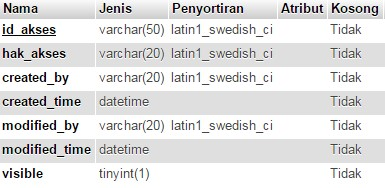 Nama Jenis Penyortiran Atribut Kosong
id_akses varchar(50) latin1_swedish_ci Tidak
hak_akses varchar(20) latin1_swedish_ci Tidak
created_by varchar(20) latin1_swedish_ci Tidak
created_time datetime Tidak
modified_by varchar(20) latin1_swedish_ci Tidak
modified_time datetime Tidak
visible tinyint(1) Tidak